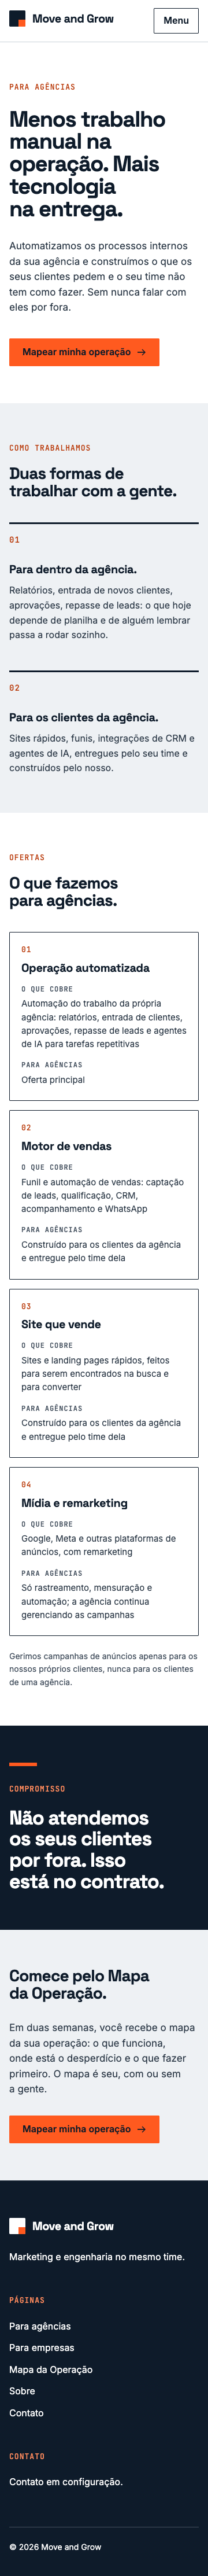 Move and Grow
Menu
PARA AGÊNCIAS
Menos trabalho
manual na
operação. Mais
tecnologia
na entrega.
Automatizamos os processos internos
da sua agência e construímos o que os
seus clientes pedem e o seu time não
tem como fazer. Sem nunca falar com
eles por fora.
Mapear minha operação →
COMO TRABALHAMOS
Duas formas de
trabalhar com a gente.
01
Para dentro da agência.
Relatórios, entrada de novos clientes,
aprovações, repasse de leads: o que hoje
depende de planilha e de alguém lembrar
passa a rodar sozinho.
02
Para os clientes da agência.
Sites rápidos, funis, integrações de CRM e
agentes de IA, entregues pelo seu time e
construídos pelo nosso.
OFERTAS
O que fazemos
para agências.
01
Operação automatizada
O QUE COBRE
Automação do trabalho da própria
agência: relatórios, entrada de clientes,
aprovações, repasse de leads e agentes
de IA para tarefas repetitivas
PARA AGÊNCIAS
Oferta principal
02
Motor de vendas
O QUE COBRE
Funil e automação de vendas: captação
de leads, qualificação, CRM,
acompanhamento e WhatsApp
PARA AGÊNCIAS
Construído para os clientes da agência
e entregue pelo time dela
03
Site que vende
O QUE COBRE
Sites e landing pages rápidos, feitos
para serem encontrados na busca e
para converter
PARA AGÊNCIAS
Construído para os clientes da agência
e entregue pelo time dela
04
Mídia e remarketing
O QUE COBRE
Google, Meta e outras plataformas de
anúncios, com remarketing
PARA AGÊNCIAS
Só rastreamento, mensuração e
automação; a agência continua
gerenciando as campanhas
Gerimos campanhas de anúncios apenas para os
nossos próprios clientes, nunca para os clientes
de uma agência.
COMPROMISSO
Não atendemos
os seus clientes
por fora. Isso
está no contrato.
Comece pelo Mapa
da Operação.
Em duas semanas, você recebe o mapa
da sua operação: o que funciona,
onde está o desperdício e o que fazer
primeiro. O mapa é seu, com ou sem
a gente.
Mapear minha operação →
Move and Grow
Marketing e engenharia no mesmo time.
PÁGINAS
Para agências
Para empresas
Mapa da Operação
Sobre
Contato
CONTATO
Contato em configuração.
© 2026 Move and Grow